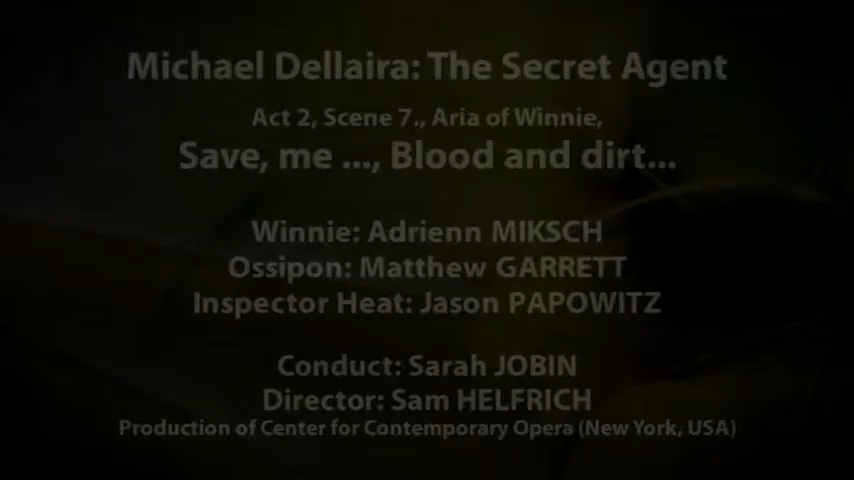 Michael Dellaira: The Secret Agent
Act 2, Scene 7., Aria of Winnie,
Save, me ..., Blood and dirt...
Winnie: Adrienn MIKSCH
Ossipon: Matthew GARRETT
Inspector Heat: Jason PAPOWITZ
Conduct: Sarah JOBIN
Director: Sam HELFRICH
Production of Center for Contemporary Opera (New York, USA)